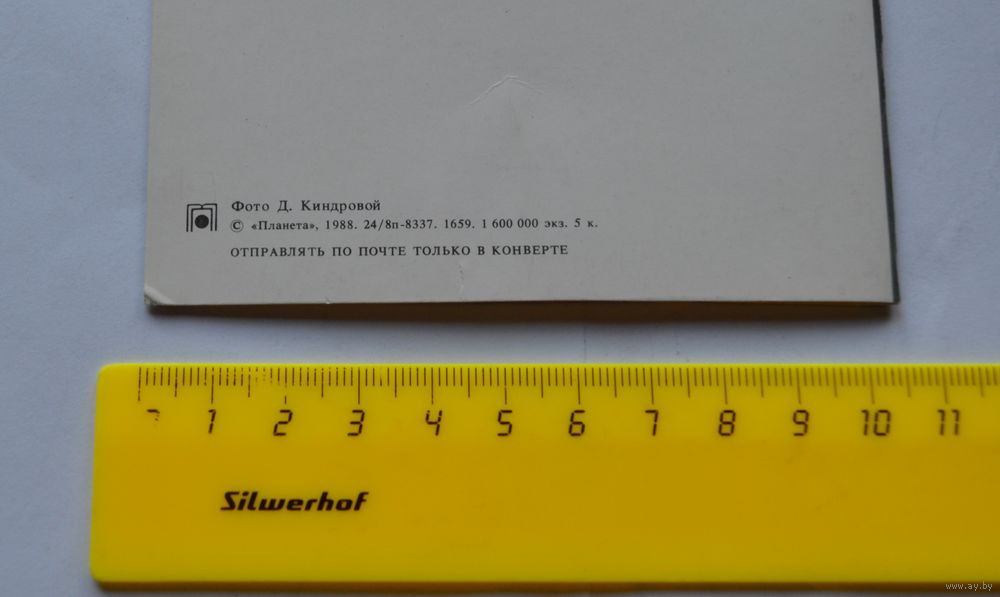 Фото Д. Киндровой
© «Планета», 1988. 24/8п-8337. 1659. 1 600 000 экз. 5 к.
ОТПРАВЛЯТЬ ПО ПОЧТЕ ТОЛЬКО В КОНВЕРТЕ
1 2 3 4 5 6 7 8 9 10 11
Silwerhof
www.ay.by